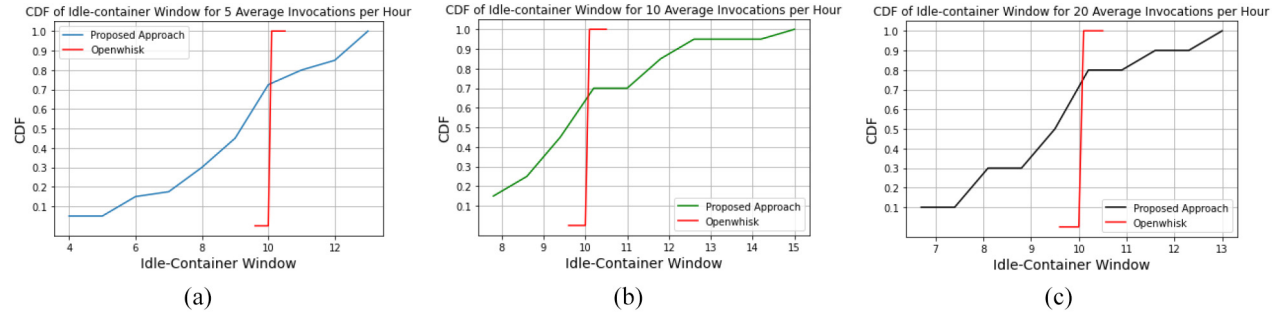 CDF of Idle-container Window for 5 Average Invocations per Hour
1.0
0.9
0.8
0.7
0.6
0.5
0.4
0.3
0.2
0.1
CDF
Proposed Approach
Openwhisk
4 6 8 10 12
Idle-Container Window
(a)
CDF of Idle-container Window for 10 Average Invocations per Hour
1.0
0.9
0.8
0.7
0.6
0.5
0.4
0.3
0.2
0.1
CDF
Proposed Approach
Openwhisk
8 9 10 11 12 13 14 15
Idle-Container Window
(b)
CDF of Idle-container Window for 20 Average Invocations per Hour
1.0
0.9
0.8
0.7
0.6
0.5
0.4
0.3
0.2
0.1
CDF
Proposed Approach
Openwhisk
7 8 9 10 11 12 13
Idle-Container Window
(c)